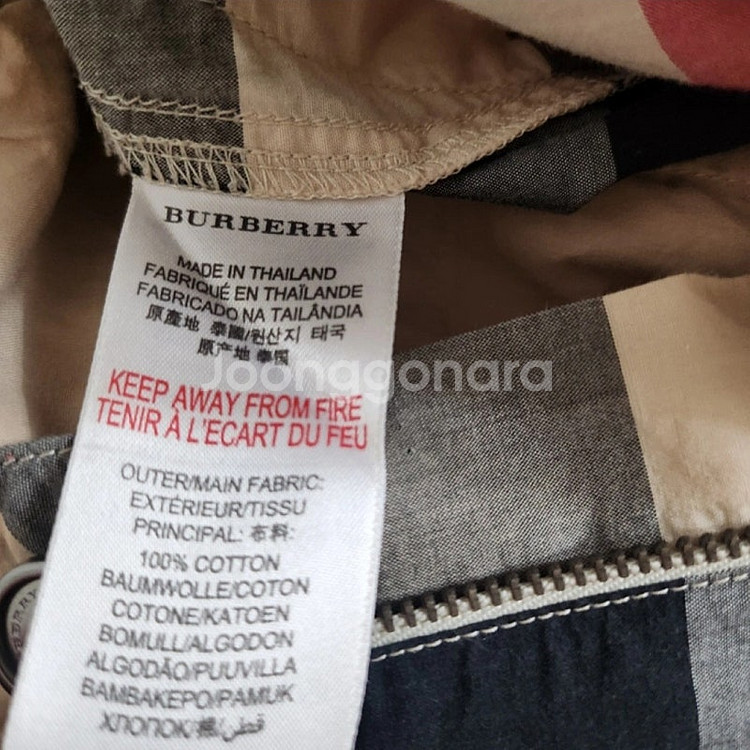 BURBERRY
MADE IN THAILAND
FABRIQUÉ EN THAÏLANDE
FABRICADO NA TAILÂNDIA
原產地 泰國/원산지 태국
原产地 泰国
Joonggonara
KEEP AWAY FROM FIRE
TENIR À L'ECART DU FEU
OUTER/MAIN FABRIC:
EXTÉRIEUR/TISSU
PRINCIPAL: 布料:
100% COTTON
BAUMWOLLE/COTON
COTONE/KATOEN
BOMULL/ALGODON
ALGODÃO/PUUVILLA
ΒΑΜΒΑΚΕΡΟ/PAMUK
ХЛОПОК/棉/قطن